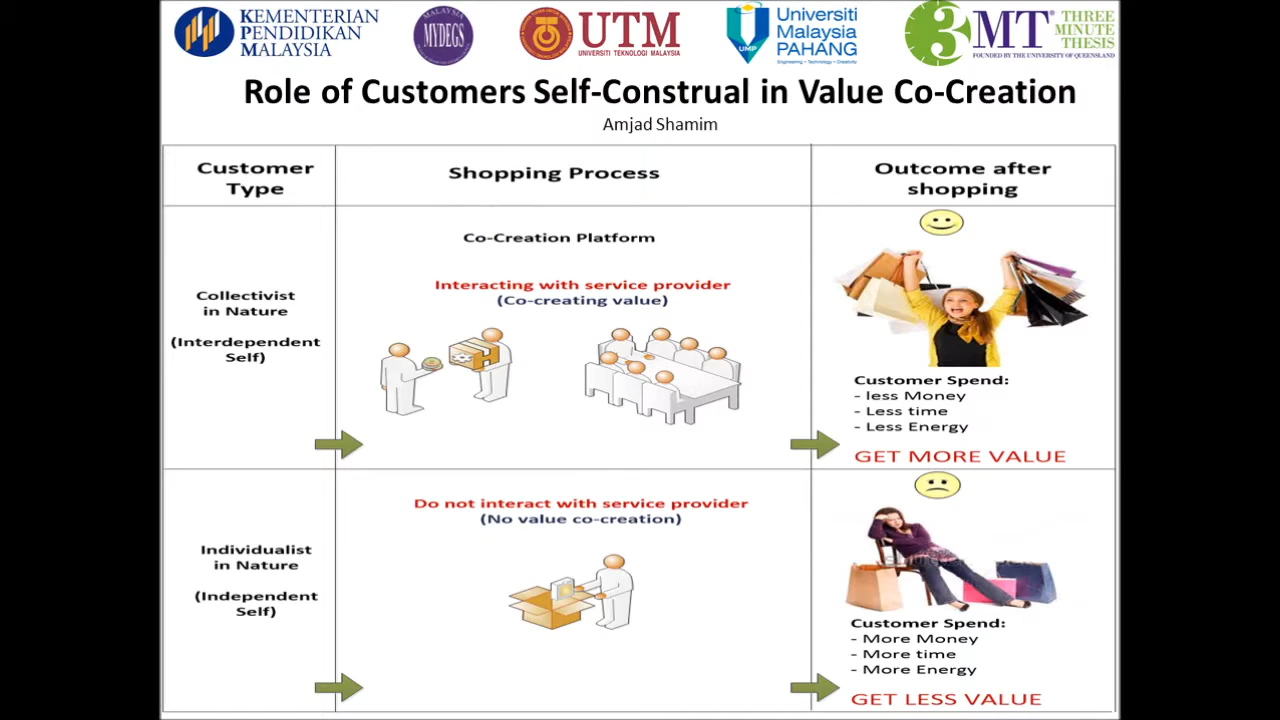 KEMENTERIAN
PENDIDIKAN
MALAYSIA
MALAYSIA
MYDEGS
UTM
UNIVERSITI TEKNOLOGI MALAYSIA
UMP
Universiti
Malaysia
PAHANG
Engineering • Technology • Creativity
3MT® THREE
MINUTE
THESIS
FOUNDED BY THE UNIVERSITY OF QUEENSLAND
Role of Customers Self-Construal in Value Co-Creation
Amjad Shamim
Customer
Type
Shopping Process
Outcome after
shopping
Co-Creation Platform
Collectivist
in Nature
(Interdependent
Self)
Interacting with service provider
(Co-creating value)
Customer Spend:
- less Money
- Less time
- Less Energy
GET MORE VALUE
Individualist
in Nature
(Independent
Self)
Do not interact with service provider
(No value co-creation)
Customer Spend:
- More Money
- More time
- More Energy
GET LESS VALUE